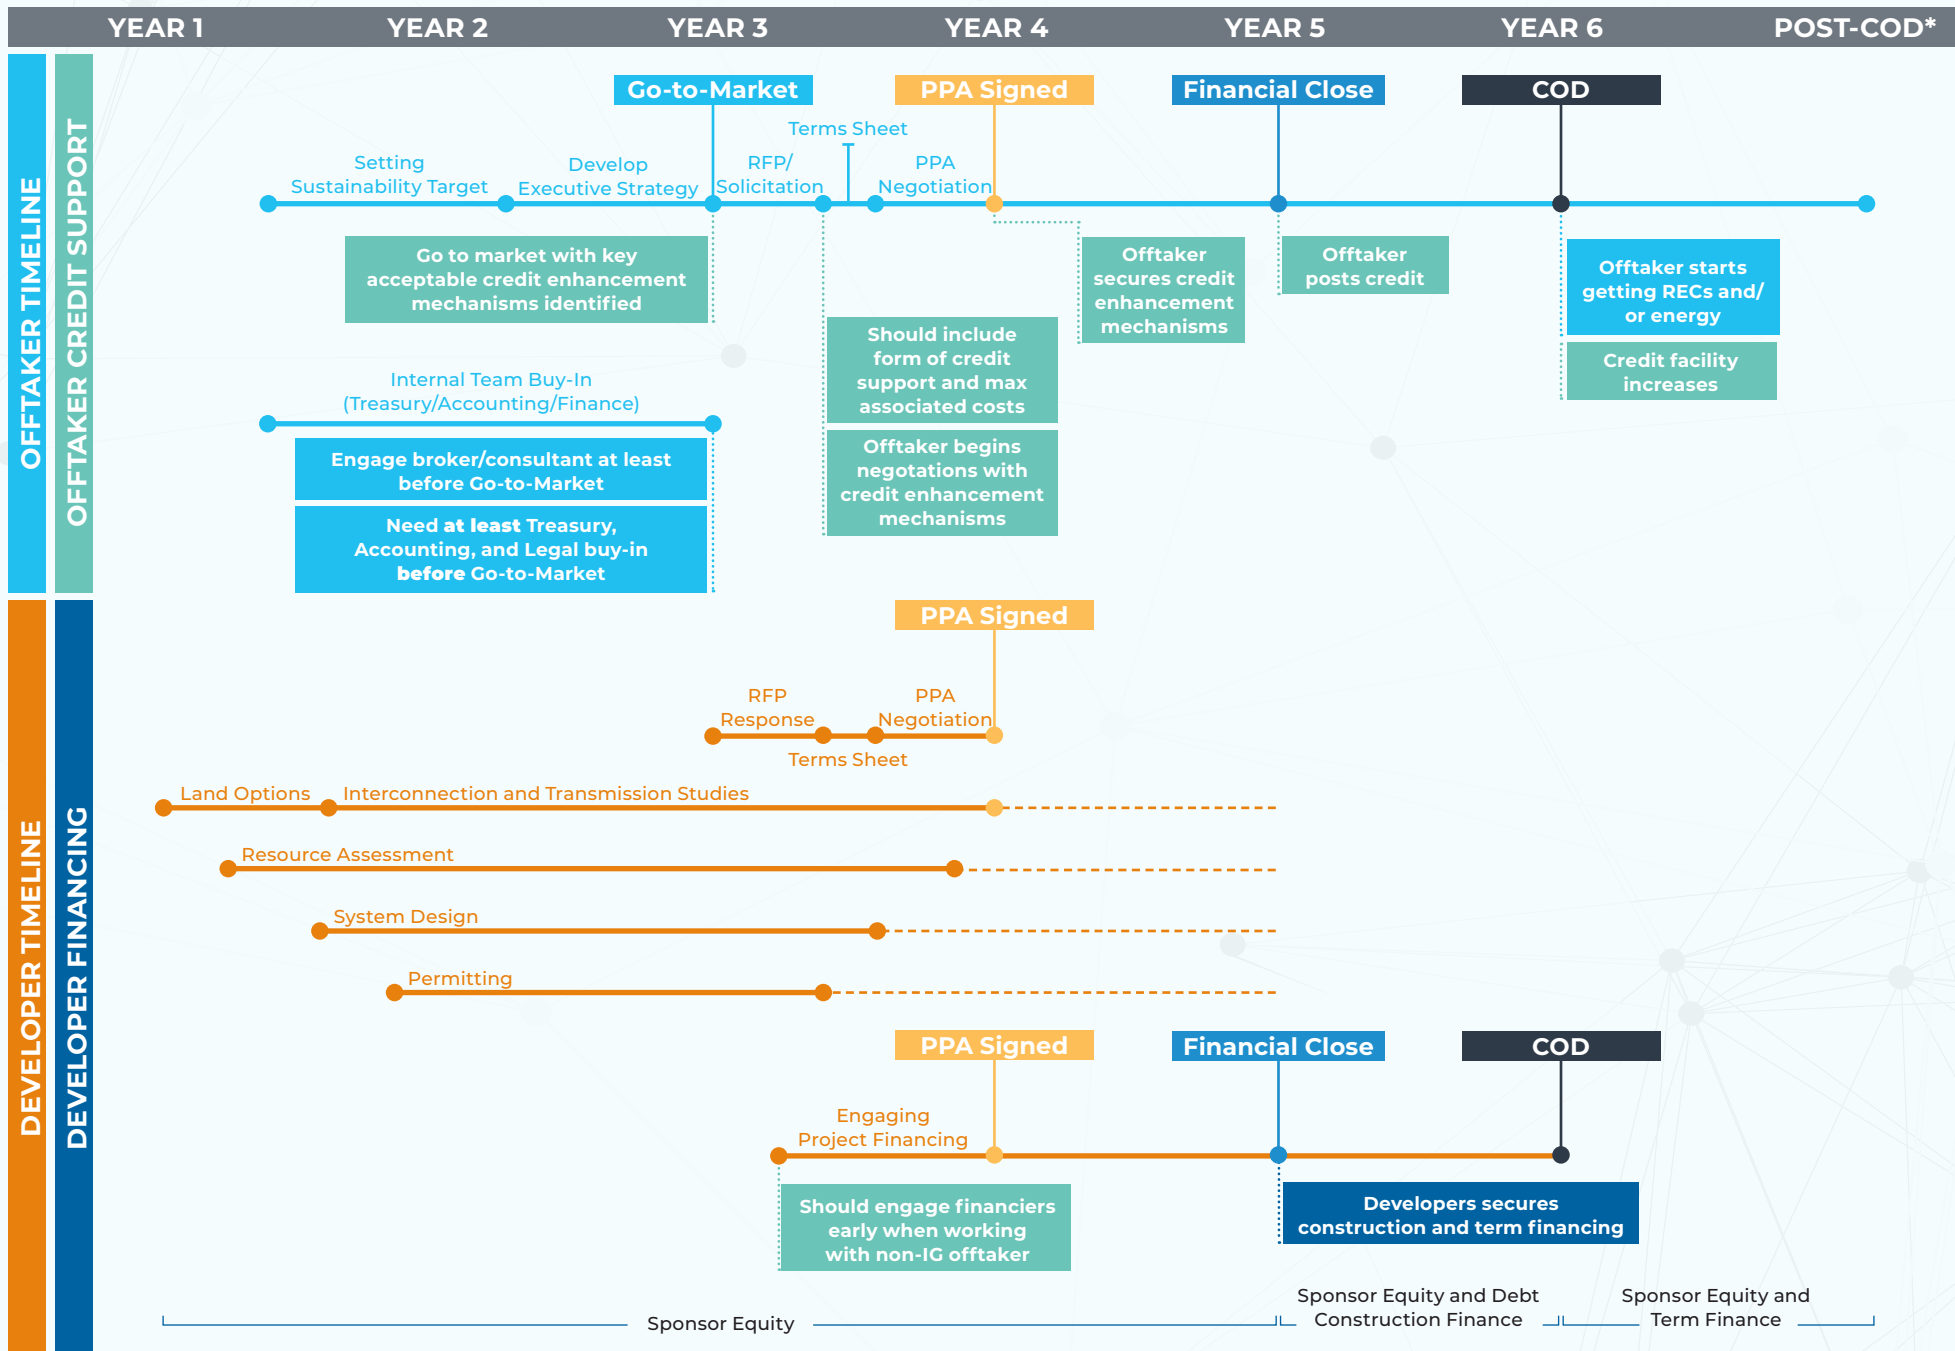 YEAR 1
YEAR 2
YEAR 3
YEAR 4
YEAR 5
YEAR 6
POST-COD*
OFFTAKER TIMELINE
OFFTAKER CREDIT SUPPORT
Go-to-Market
PPA Signed
Financial Close
COD
Setting
Sustainability Target
Develop
Executive Strategy
RFP/
Solicitation
Terms Sheet
PPA
Negotiation
Go to market with key
acceptable credit enhancement
mechanisms identified
Should include
form of credit
support and max
associated costs
Offtaker begins
negotations with
credit enhancement
mechanisms
Offtaker
secures credit
enhancement
mechanisms
Offtaker
posts credit
Offtaker starts
getting RECs and/
or energy
Credit facility
increases
Internal Team Buy-In
(Treasury/Accounting/Finance)
Engage broker/consultant at least
before Go-to-Market
Need at least Treasury,
Accounting, and Legal buy-in
before Go-to-Market
DEVELOPER TIMELINE
DEVELOPER FINANCING
PPA Signed
RFP
Response
PPA
Negotiation
Terms Sheet
Land Options
Interconnection and Transmission Studies
Resource Assessment
System Design
Permitting
PPA Signed
Financial Close
COD
Engaging
Project Financing
Should engage financiers
early when working
with non-IG offtaker
Developers secures
construction and term financing
Sponsor Equity
Sponsor Equity and Debt
Construction Finance
Sponsor Equity and
Term Finance